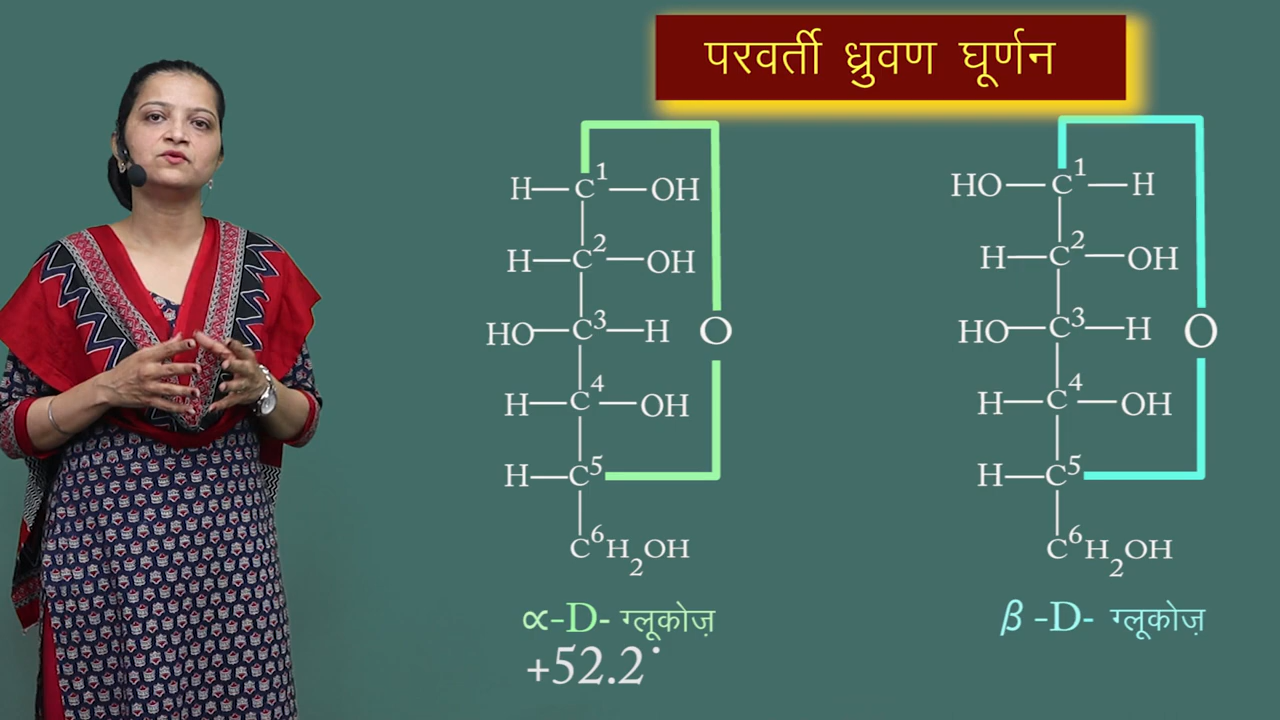 परवर्ती ध्रुवण घूर्णन
H—C¹—OH
H—C²—OH
HO—C³—H O
H—C⁴—OH
H—C⁵
C⁶H₂OH
∝-D- ग्लूकोज़
+52.2°
HO—C¹—H
H—C²—OH
HO—C³—H O
H—C⁴—OH
H—C⁵
C⁶H₂OH
β -D- ग्लूकोज़